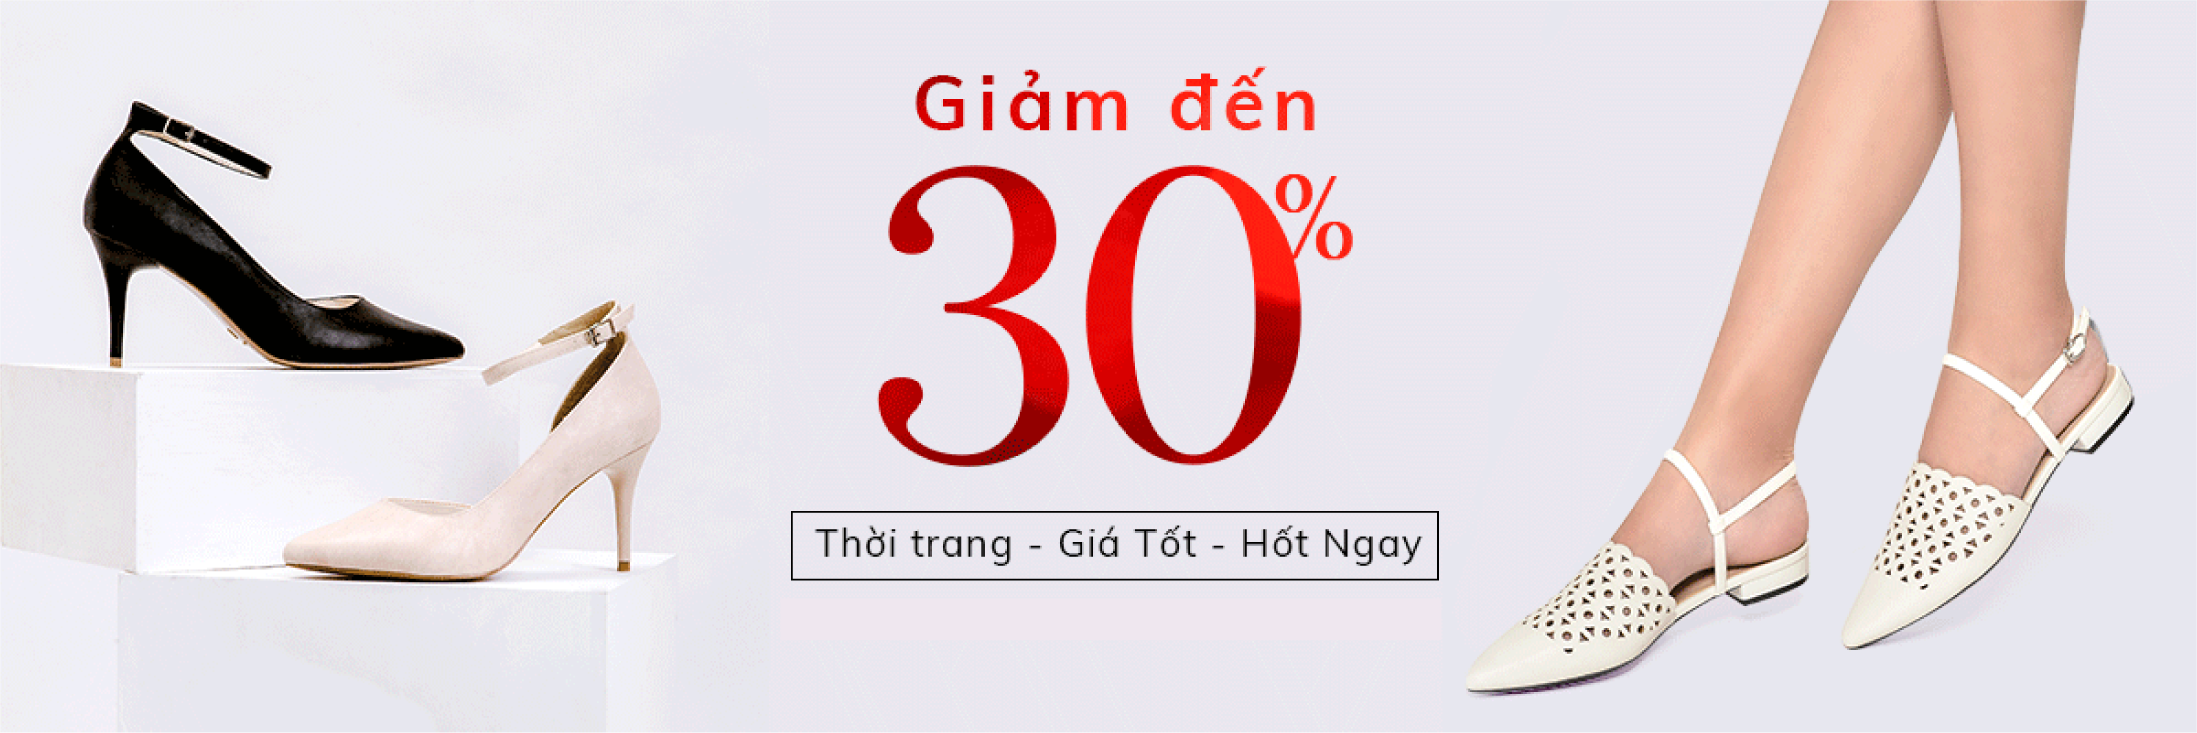 Giảm đến
30%
Thời trang - Giá Tốt - Hốt Ngay